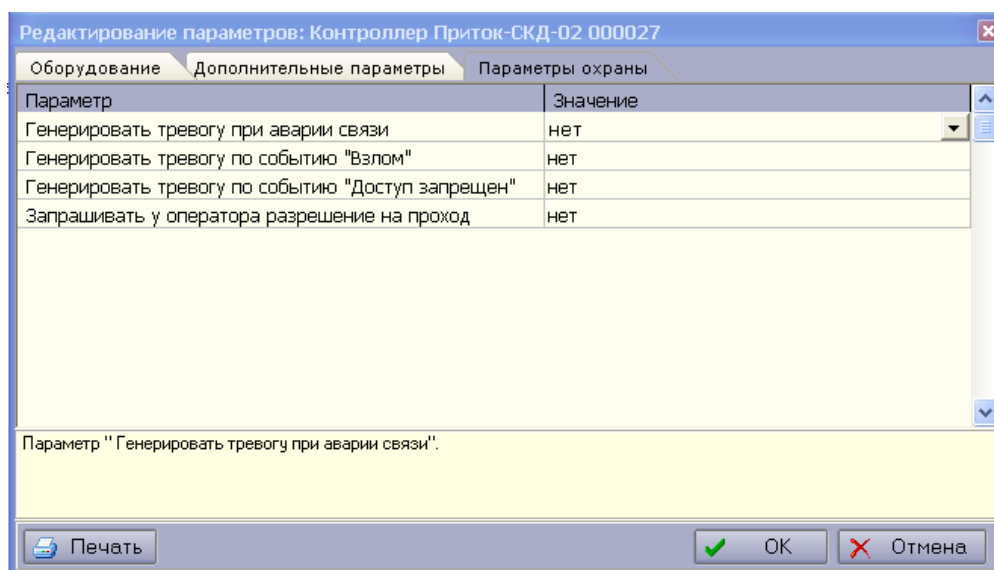 Редактирование параметров: Контроллер Приток-СКД-02 000027
Оборудование Дополнительные параметры Параметры охраны
Параметр Значение
Генерировать тревогу при аварии связи нет
Генерировать тревогу по событию "Взлом" нет
Генерировать тревогу по событию "Доступ запрещен" нет
Запрашивать у оператора разрешение на проход нет
Параметр " Генерировать тревогу при аварии связи".
Печать ОК Отмена